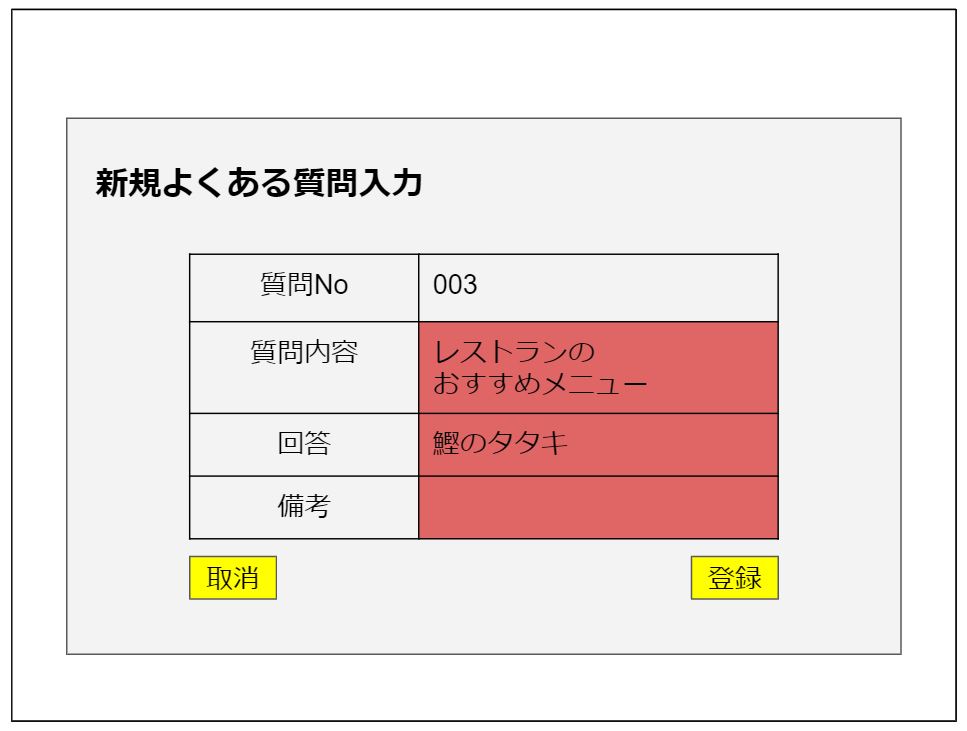 新規よくある質問入力
質問No 003
質問内容 レストランの
おすすめメニュー
回答 鰹のタタキ
備考
取消 登録